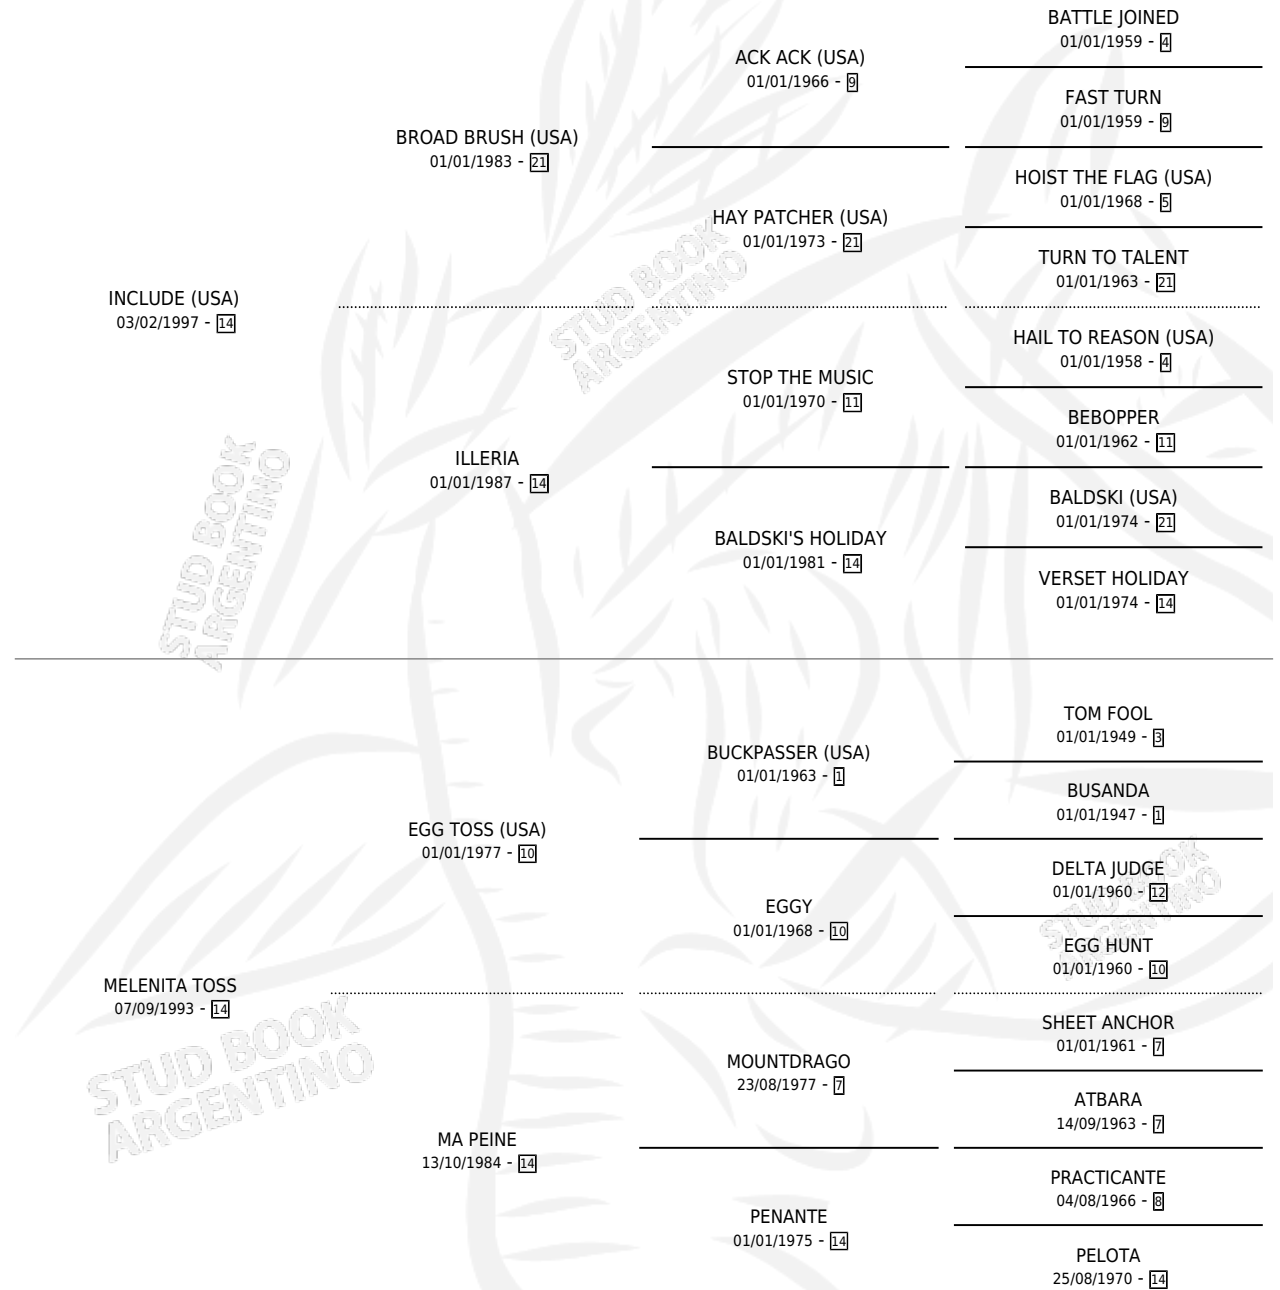 BATTLE JOINED
01/01/1959 - 4
ACK ACK (USA)
01/01/1966 - 9
FAST TURN
01/01/1959 - 9
BROAD BRUSH (USA)
01/01/1983 - 21
HOIST THE FLAG (USA)
01/01/1968 - 5
HAY PATCHER (USA)
01/01/1973 - 21
TURN TO TALENT
01/01/1963 - 21
INCLUDE (USA)
03/02/1997 - 14
HAIL TO REASON (USA)
01/01/1958 - 4
STOP THE MUSIC
01/01/1970 - 11
BEBOPPER
01/01/1962 - 11
ILLERIA
01/01/1987 - 14
BALDSKI (USA)
01/01/1974 - 21
BALDSKI'S HOLIDAY
01/01/1981 - 14
VERSET HOLIDAY
01/01/1974 - 14
TOM FOOL
01/01/1949 - 3
BUCKPASSER (USA)
01/01/1963 - 1
BUSANDA
01/01/1947 - 1
EGG TOSS (USA)
01/01/1977 - 10
DELTA JUDGE
01/01/1960 - 12
EGGY
01/01/1968 - 10
EGG HUNT
01/01/1960 - 10
MELENITA TOSS
07/09/1993 - 14
SHEET ANCHOR
01/01/1961 - 7
MOUNTDRAGO
23/08/1977 - 7
ATBARA
14/09/1963 - 7
MA PEINE
13/10/1984 - 14
PRACTICANTE
04/08/1966 - 8
PENANTE
01/01/1975 - 14
PELOTA
25/08/1970 - 14
STUD BOOK
ARGENTINO
STUD BOOK
ARGENTINO
STUD BOOK
ARGENTINO
STUD BOOK
ARGENTINO